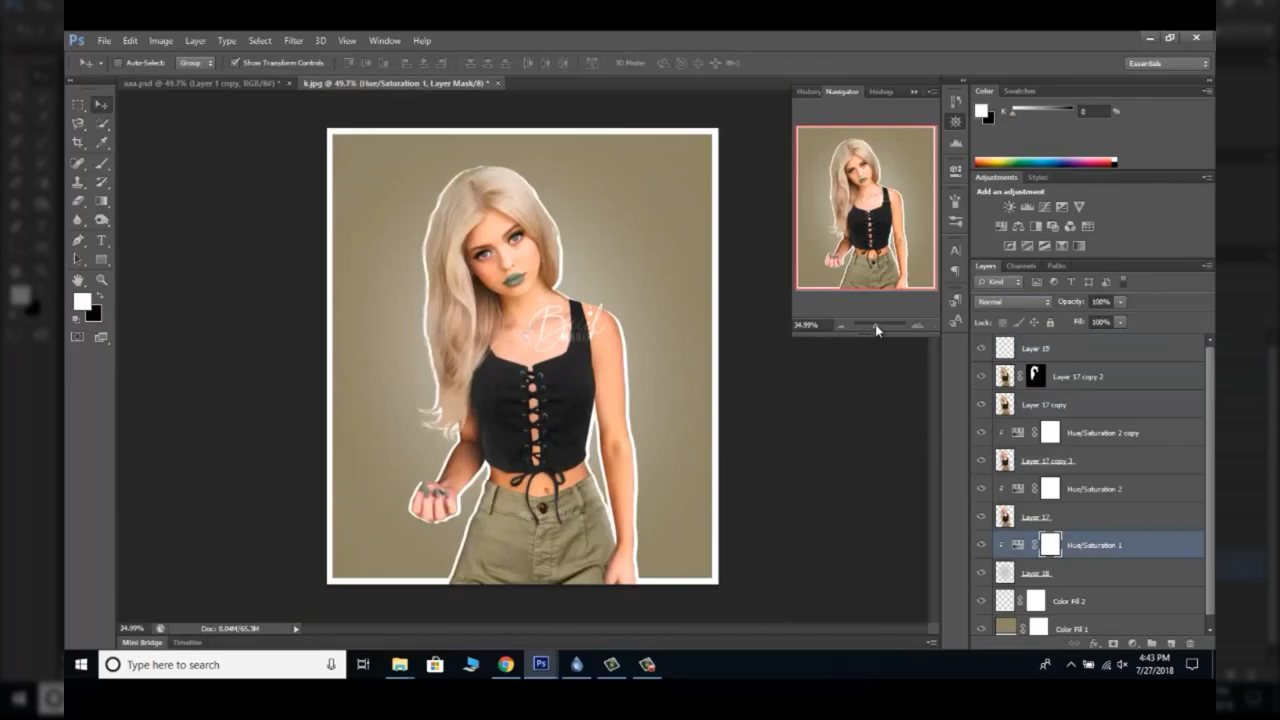 Ps File Edit Image Layer Type Select Filter 3D View Window Help
Auto-Select: Group Show Transform Controls 3D Mode: Essentials
aaa.psd @ 49.7% (Layer 1 copy, RGB/8#) * × k.jpg @ 49.7% (Hue/Saturation 1, Layer Mask/8) * ×
History Navigator History
Color Swatches
K 0 %
Adjustments Styles
Add an adjustment
Layers Channels Paths
Kind
Normal Opacity: 100%
Lock: Fill: 100%
34.99%
Layer 19
Layer 17 copy 2
Layer 17 copy
Hue/Saturation 2 copy
Layer 17 copy 3
Hue/Saturation 2
Layer 17
Hue/Saturation 1
Layer 18
Color Fill 2
Color Fill 1
34.99% Doc: 8.04M/65.3M
Mini Bridge Timeline
Type here to search
4:43 PM
7/27/2018